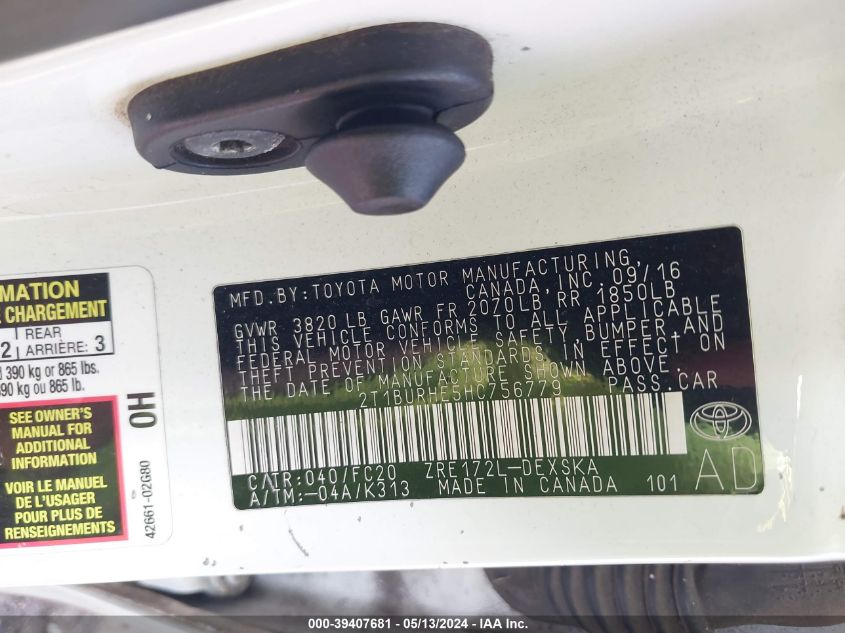 MATION
CHARGEMENT
REAR
2 ARRIÈRE: 3
390 kg or 865 lbs.
390 kg ou 865 lb.
SEE OWNER'S
MANUAL FOR
ADDITIONAL
INFORMATION
VOIR LE MANUEL
DE L'USAGER
POUR PLUS DE
RENSEIGNEMENTS
OH
42661-02G80
MFD.BY:TOYOTA MOTOR MANUFACTURING,
CANADA, INC. 09/16
GVWR 3820 LB GAWR FR 2070LB, RR 1850LB
THIS VEHICLE CONFORMS TO ALL APPLICABLE
FEDERAL MOTOR VEHICLE SAFETY, BUMPER, AND
THEFT PREVENTION STANDARDS IN EFFECT ON
THE DATE OF MANUFACTURE SHOWN ABOVE.
2T1BURHE5HC756779 PASS.CAR
C/TR:040/FC20 ZRE172L-DEXSKA
A/TM:-04A/K313 MADE IN CANADA 101
AD
000-39407681 / 05/13/2024 - IAA Inc.